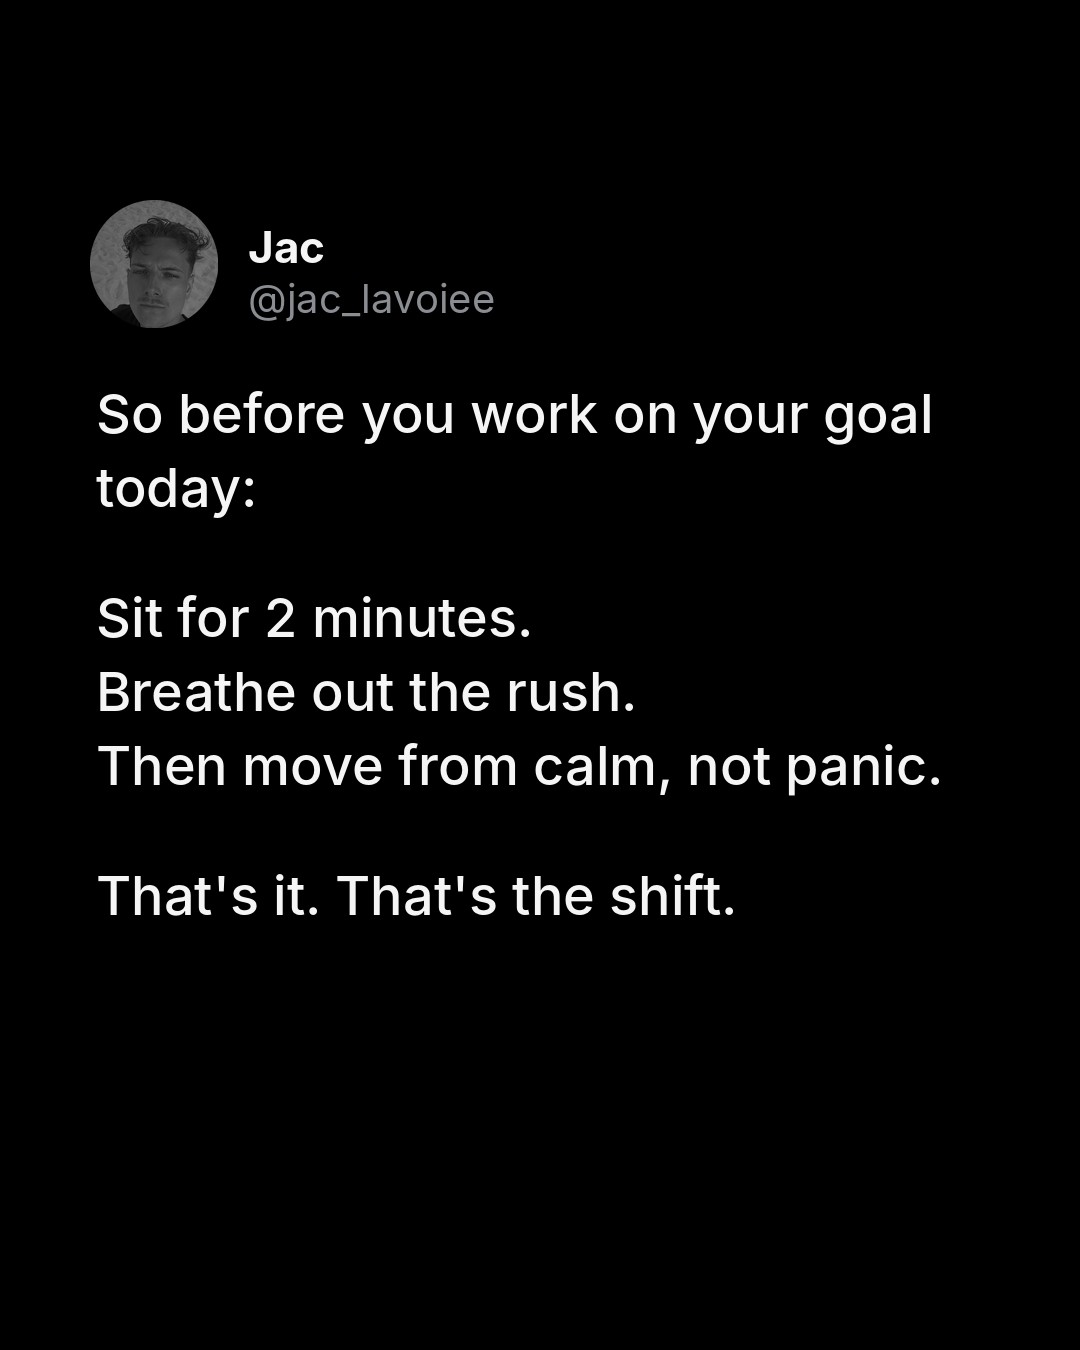 Jac
@jac_lavoiee
So before you work on your goal
today:
Sit for 2 minutes.
Breathe out the rush.
Then move from calm, not panic.
That's it. That's the shift.